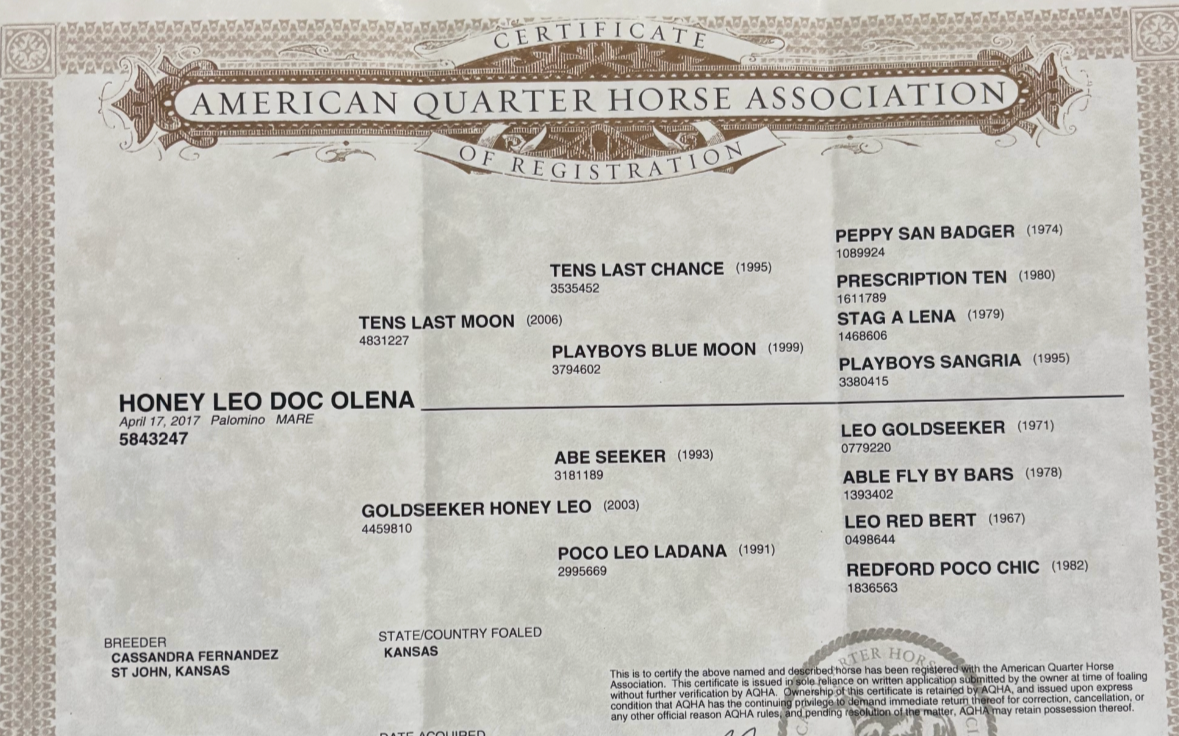 CERTIFICATE
AMERICAN QUARTER HORSE ASSOCIATION
OF REGISTRATION
PEPPY SAN BADGER (1974)
1089924
TENS LAST CHANCE (1995)
3535452
PRESCRIPTION TEN (1980)
1611789
TENS LAST MOON (2006)
4831227
STAG A LENA (1979)
1468606
PLAYBOYS BLUE MOON (1999)
3794602
PLAYBOYS SANGRIA (1995)
3380415
HONEY LEO DOC OLENA
April 17, 2017 Palomino MARE
5843247
LEO GOLDSEEKER (1971)
0779220
ABE SEEKER (1993)
3181189
ABLE FLY BY BARS (1978)
1393402
GOLDSEEKER HONEY LEO (2003)
4459810
LEO RED BERT (1967)
0498644
POCO LEO LADANA (1991)
2995669
REDFORD POCO CHIC (1982)
1836563
BREEDER
CASSANDRA FERNANDEZ
ST JOHN, KANSAS
STATE/COUNTRY FOALED
KANSAS
This is to certify the above named and described horse has been registered with the American Quarter Horse
Association. This certificate is issued in sole reliance on written application submitted by the owner at time of foaling
without further verification by AQHA. Ownership of this certificate is retained by AQHA, and issued upon express
condition that AQHA has the continuing privilege to demand immediate return thereof for correction, cancellation, or
any other official reason AQHA rules, and pending resolution of the matter, AQHA may retain possession thereof.
DATE ACQUIRED